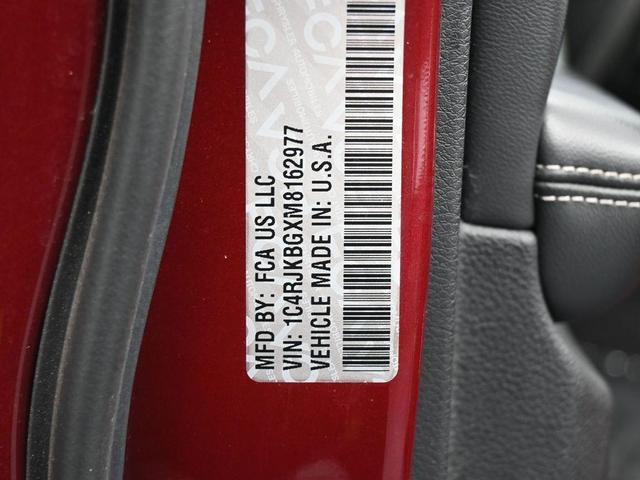 MFD BY: FCA US LLC
VIN: 1C4RJKBGXM8162977
VEHICLE MADE IN: U.S.A.